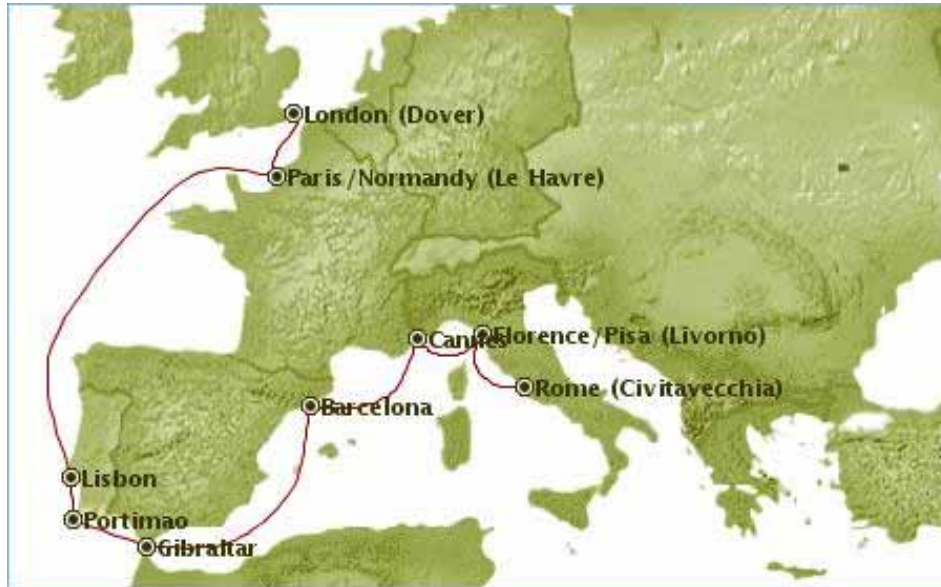 London (Dover)
Paris/Normandy (Le Havre)
Cannes
Florence/Pisa (Livorno)
Rome (Civitavecchia)
Barcelona
Lisbon
Portimao
Gibraltar